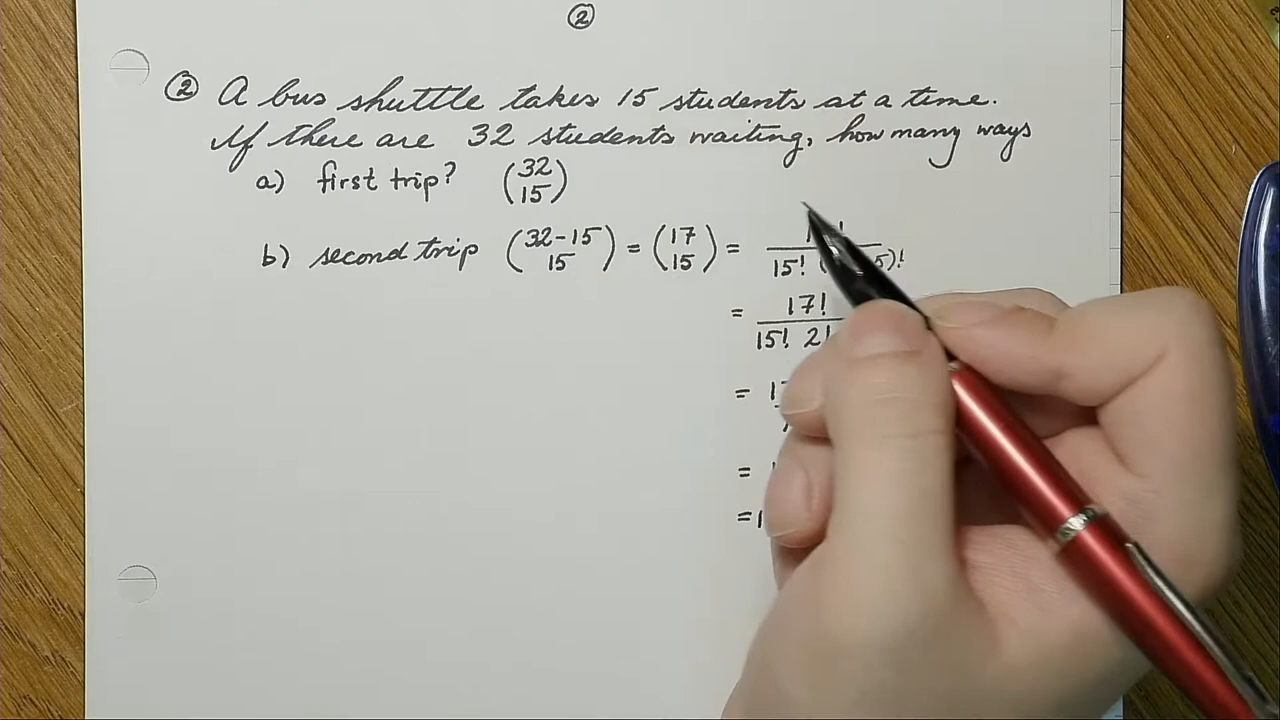 ②
② A bus shuttle takes 15 students at a time.
If there are 32 students waiting, how many ways
a) first trip? (32 15)
b) second trip (32-15 15) = (17 15) =
15! 5)!
= 17!
15! 2!
=
=
=